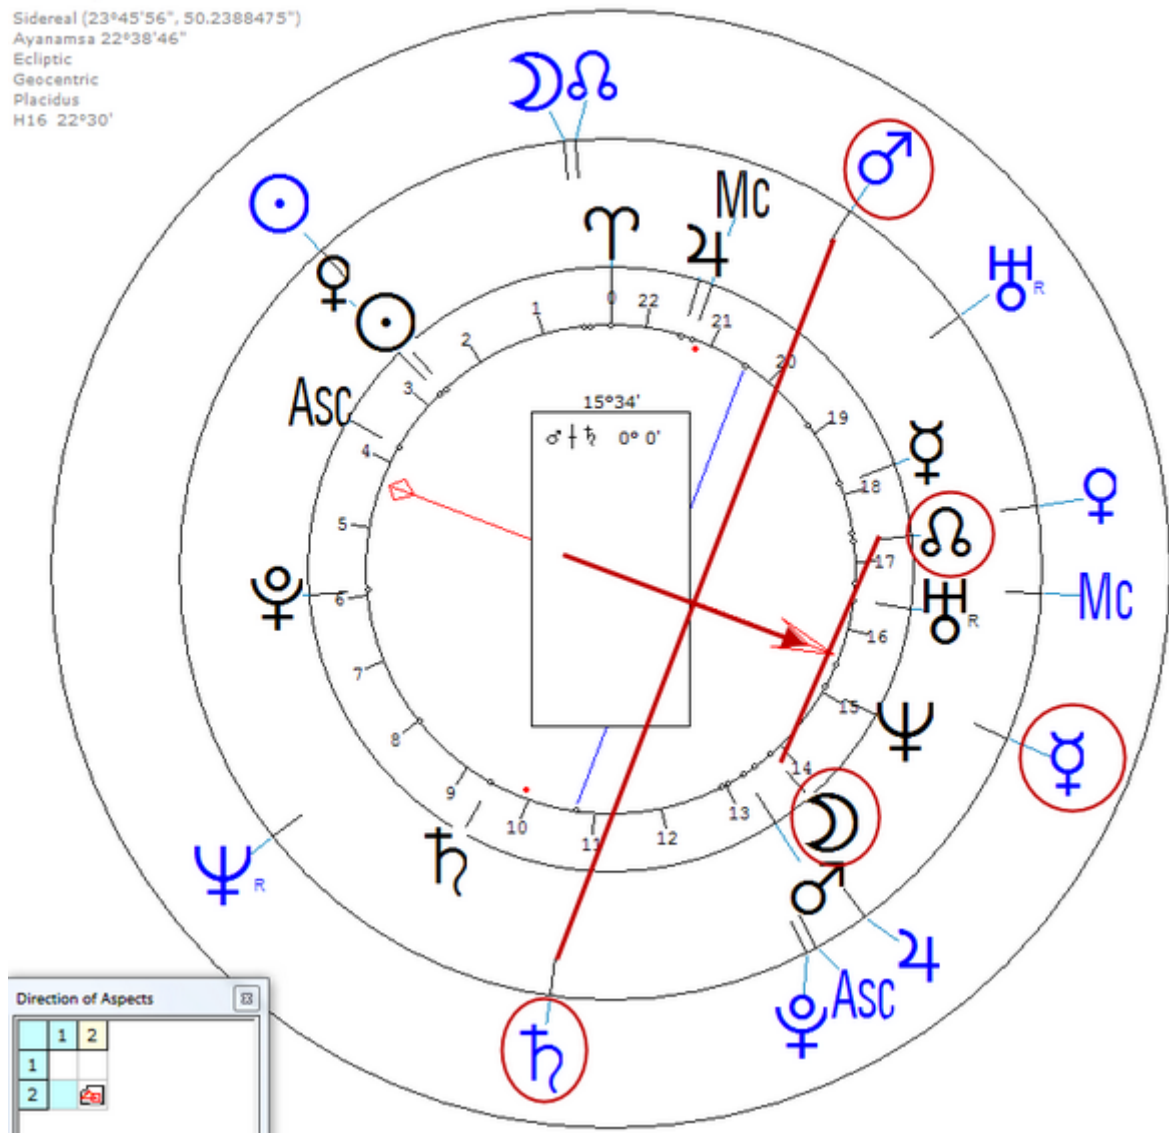 Sidereal (23°45'56", 50.2388475")
Ayanamsa 22°38'46"
Ecliptic
Geocentric
Placidus
H16 22°30'
☽ ☊
♂
☉
Mc
♀
♈
♃
♅ R
☉
1 0 22
21
2
20
Asc
3
15°34'
19
♂ ♄ 0° 0'
☿
4
18
♀
5
☊
17
♇
6
♅ R
Mc
16
7
15
♆
☿
8
14
9
13
☽
10
11
12
♆ R
♄
♂
♃
Asc
♇
♄
Direction of Aspects
1 2
1
2